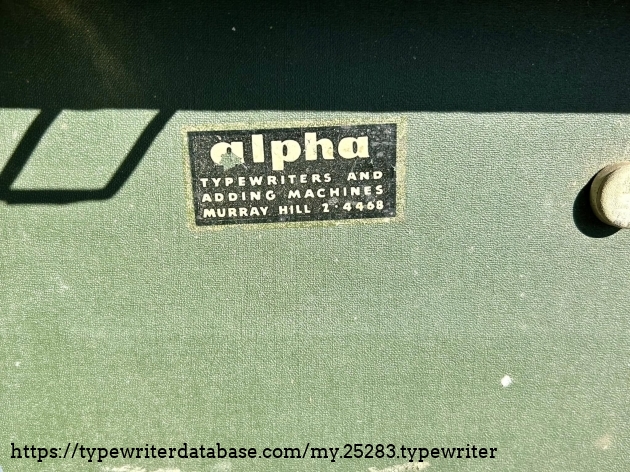 alpha
TYPEWRITERS AND
ADDING MACHINES
MURRAY HILL 2-4468
https://typewriterdatabase.com/my.25283.typewriter